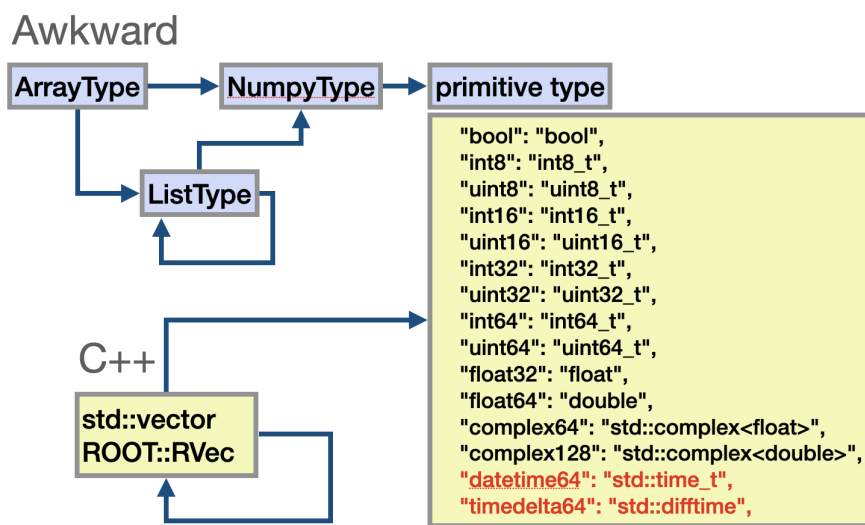 Awkward
ArrayType
NumpyType
primitive type
ListType
"bool": "bool",
"int8": "int8_t",
"uint8": "uint8_t",
"int16": "int16_t",
"uint16": "uint16_t",
"int32": "int32_t",
"uint32": "uint32_t",
"int64": "int64_t",
"uint64": "uint64_t",
"float32": "float",
"float64": "double",
"complex64": "std::complex<float>",
"complex128": "std::complex<double>",
"datetime64": "std::time_t",
"timedelta64": "std::difftime",
C++
std::vector
ROOT::RVec